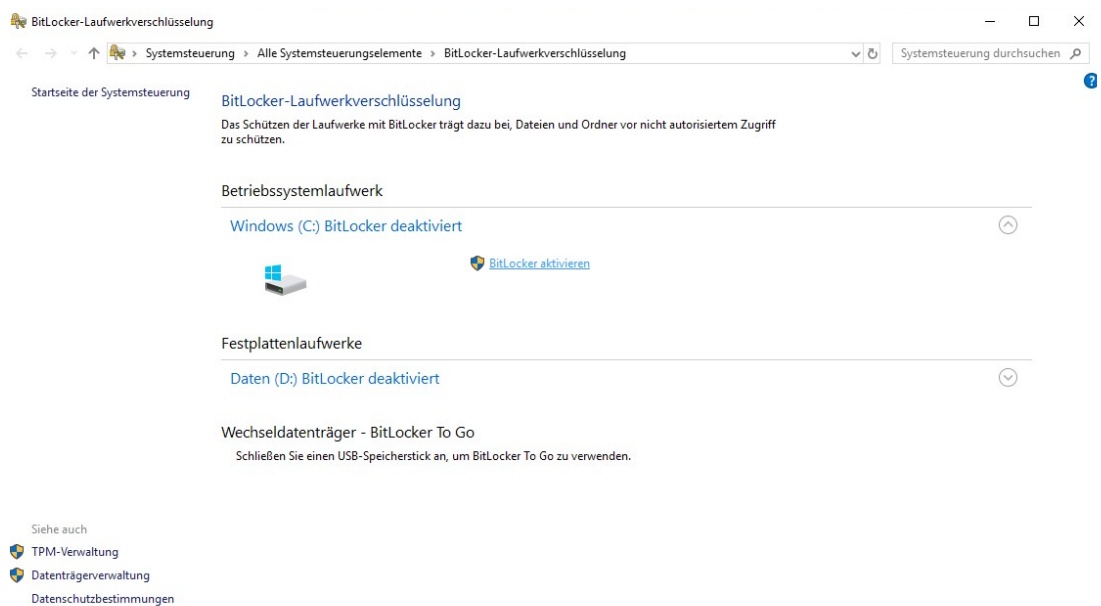 BitLocker-Laufwerkverschlüsselung
Systemsteuerung › Alle Systemsteuerungselemente › BitLocker-Laufwerkverschlüsselung
Systemsteuerung durchsuchen
Startseite der Systemsteuerung
BitLocker-Laufwerkverschlüsselung
Das Schützen der Laufwerke mit BitLocker trägt dazu bei, Dateien und Ordner vor nicht autorisiertem Zugriff
zu schützen.
Betriebssystemlaufwerk
Windows (C:) BitLocker deaktiviert
BitLocker aktivieren
Festplattenlaufwerke
Daten (D:) BitLocker deaktiviert
Wechseldatenträger - BitLocker To Go
Schließen Sie einen USB-Speicherstick an, um BitLocker To Go zu verwenden.
Siehe auch
TPM-Verwaltung
Datenträgerverwaltung
Datenschutzbestimmungen